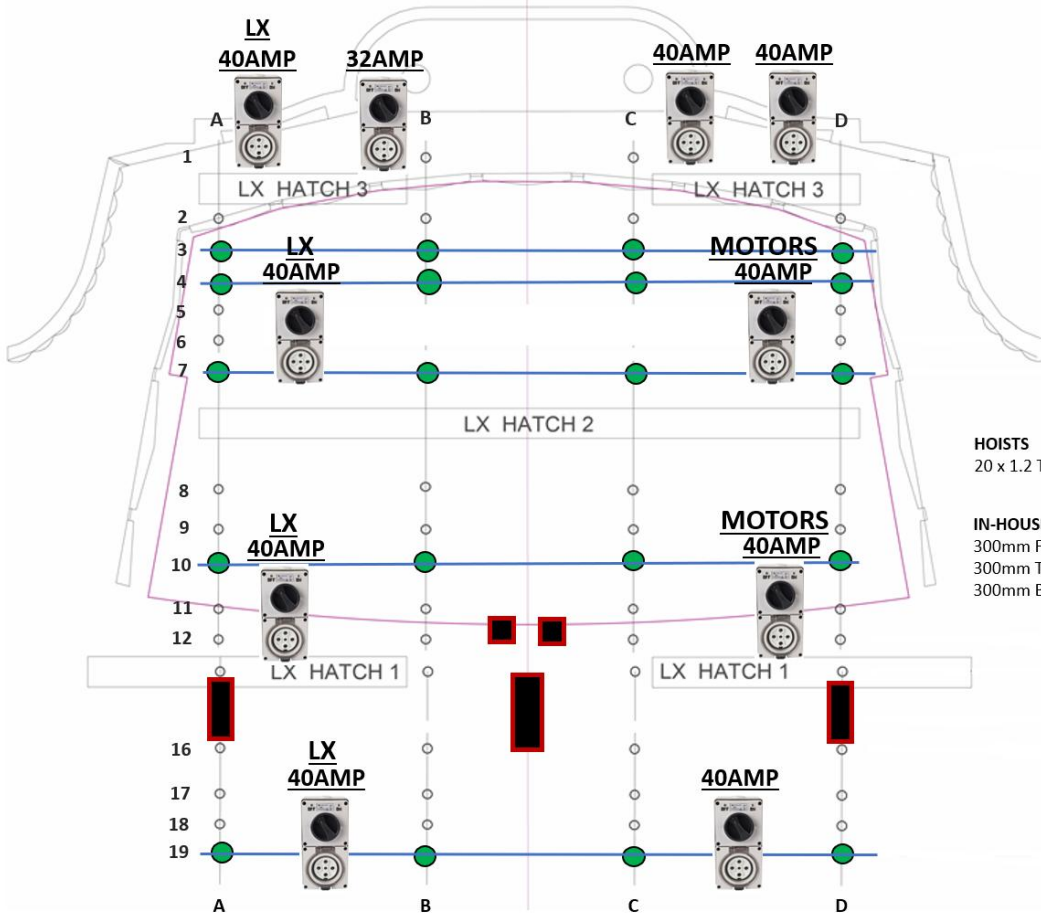 LX
40AMP
32AMP
40AMP
40AMP
A
B
C
D
1
LX HATCH 3
LX HATCH 3
2
3
LX
MOTORS
4
40AMP
40AMP
5
6
7
LX HATCH 2
HOISTS
20 x 1.2 T
8
9
LX
MOTORS
IN-HOUS
40AMP
40AMP
300mm F
10
300mm T
300mm B
11
12
LX HATCH 1
LX HATCH 1
16
LX
40AMP
40AMP
17
18
19
A
B
C
D